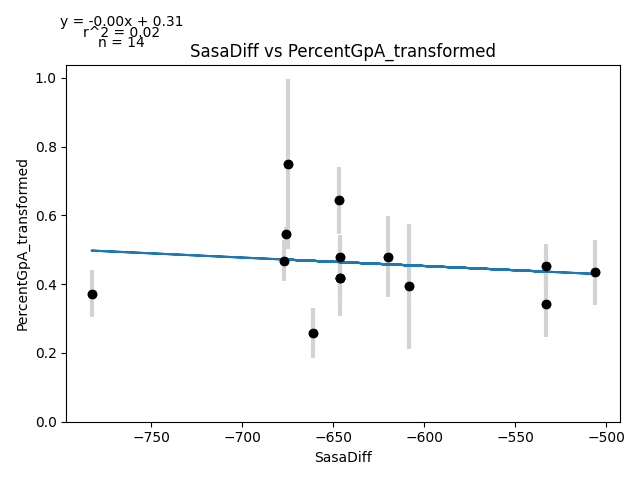 y = -0.00x + 0.31
r^2 = 0.02
n = 14
SasaDiff vs PercentGpA_transformed
PercentGpA_transformed
1.0
0.8
0.6
0.4
0.2
0.0
−750
−700
−650
−600
−550
−500
SasaDiff